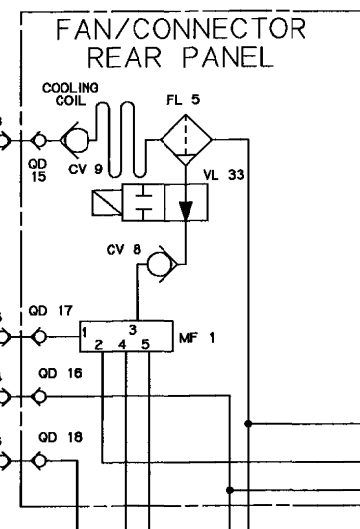 FAN/CONNECTOR
REAR PANEL
COOLING
COIL
FL 5
QD
15
CV 9
VL 33
CV 8
QD 17
1
3
2 4 5
MF 1
QD 16
QD 18